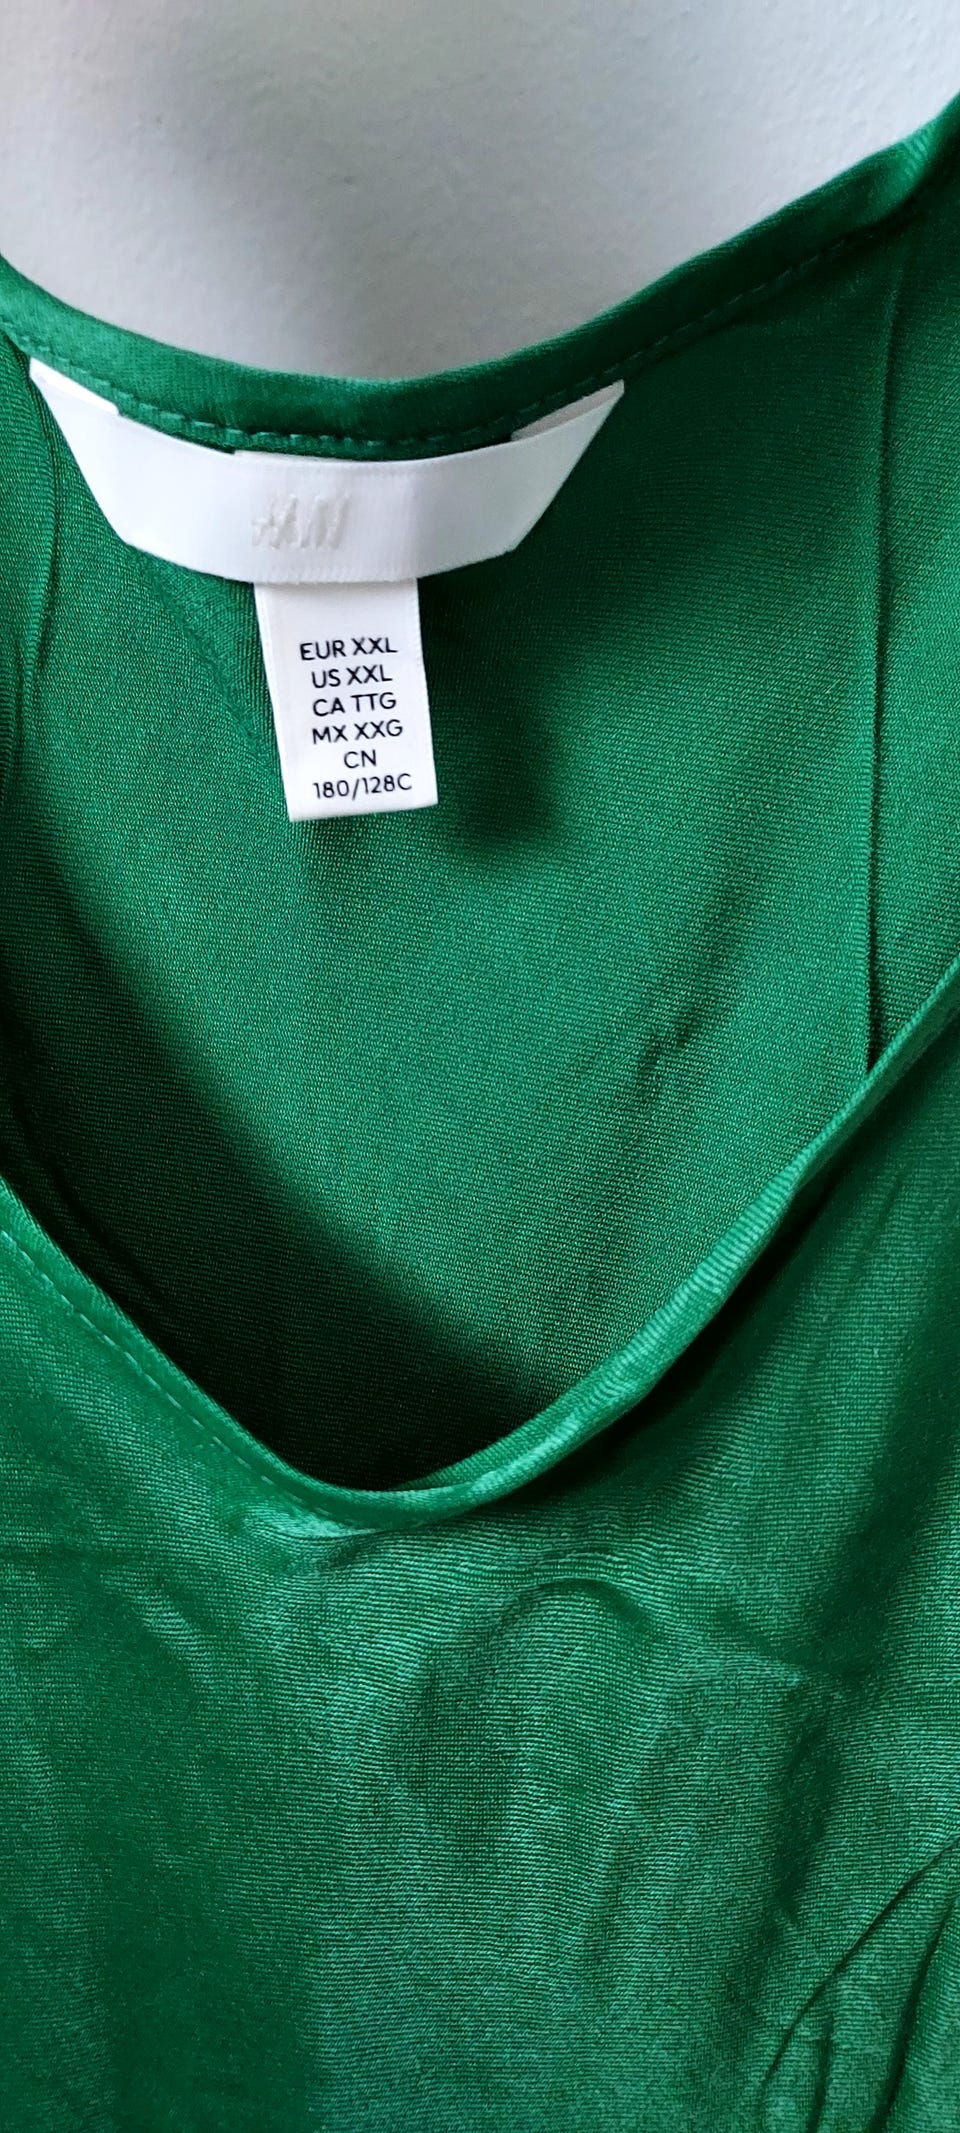 H&M
EUR XXL
US XXL
CA TTG
MX XXG
CN
180/128C